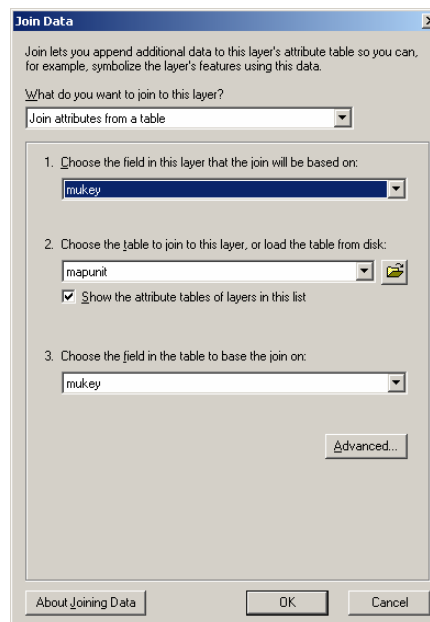 Join Data
Join lets you append additional data to this layer's attribute table so you can,
for example, symbolize the layer's features using this data.
What do you want to join to this layer?
Join attributes from a table
1. Choose the field in this layer that the join will be based on:
mukey
2. Choose the table to join to this layer, or load the table from disk:
mapunit
Show the attribute tables of layers in this list
3. Choose the field in the table to base the join on:
mukey
Advanced...
About Joining Data OK Cancel